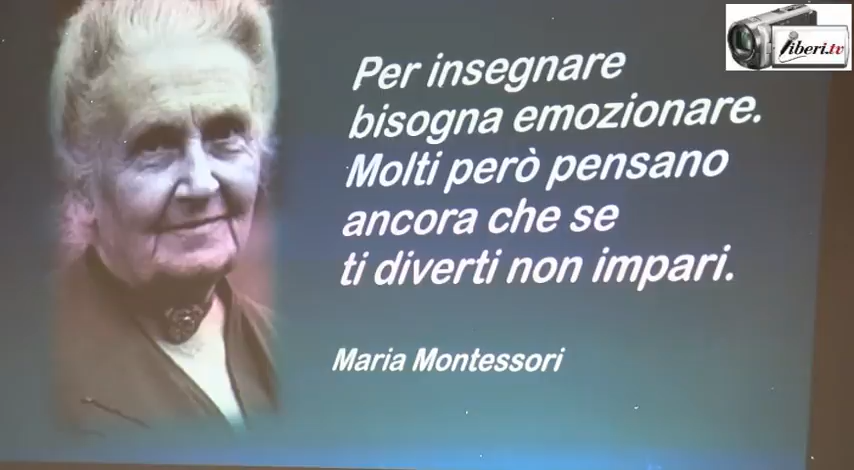 Per insegnare
bisogna emozionare.
Molti però pensano
ancora che se
ti diverti non impari.
Maria Montessori
liberi.tv